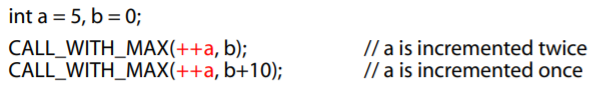 int a = 5, b = 0;
CALL_WITH_MAX(++a, b); // a is incremented twice
CALL_WITH_MAX(++a, b+10); // a is incremented once